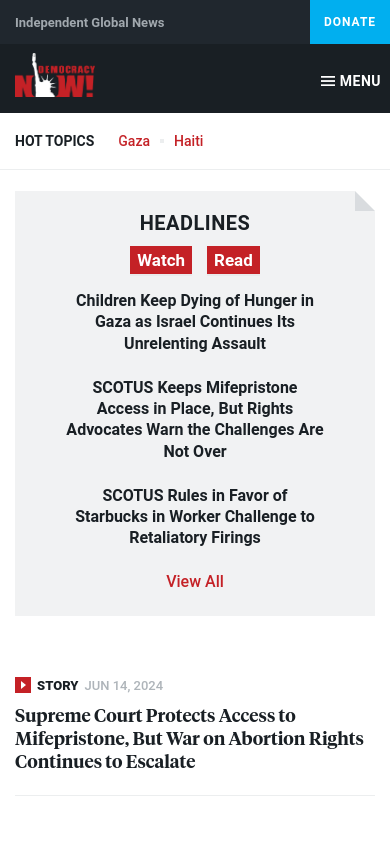 Independent Global News
DONATE
DEMOCRACY
NOW!
MENU
HOT TOPICS
Gaza
Haiti
HEADLINES
Watch
Read
Children Keep Dying of Hunger in
Gaza as Israel Continues Its
Unrelenting Assault
SCOTUS Keeps Mifepristone
Access in Place, But Rights
Advocates Warn the Challenges Are
Not Over
SCOTUS Rules in Favor of
Starbucks in Worker Challenge to
Retaliatory Firings
View All
STORY JUN 14, 2024
Supreme Court Protects Access to
Mifepristone, But War on Abortion Rights
Continues to Escalate